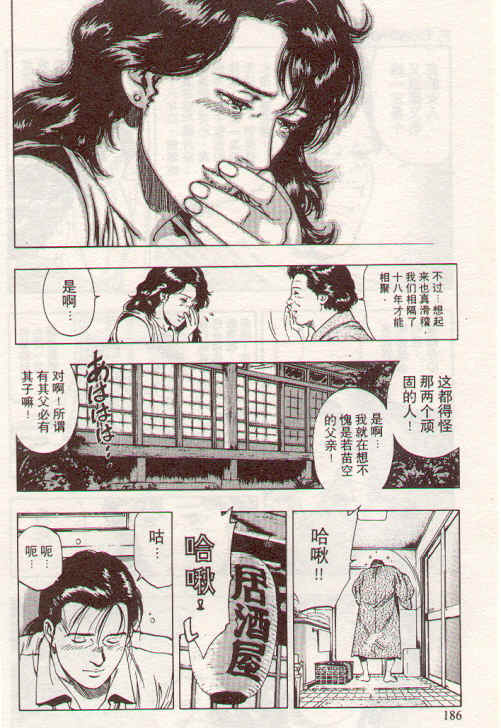 不过…想起
来也真滑稽．
我们相隔了
十八年才能
相聚．
是啊…
这都得怪
那两个顽
固的人！
是啊…
我就在想不
愧是若苗空
的父亲！
あはははは…
对啊！所谓
有其父必有
其子嘛！
哈啾!!
哈啾！
居酒屋
咕…
呃…
呃…
186